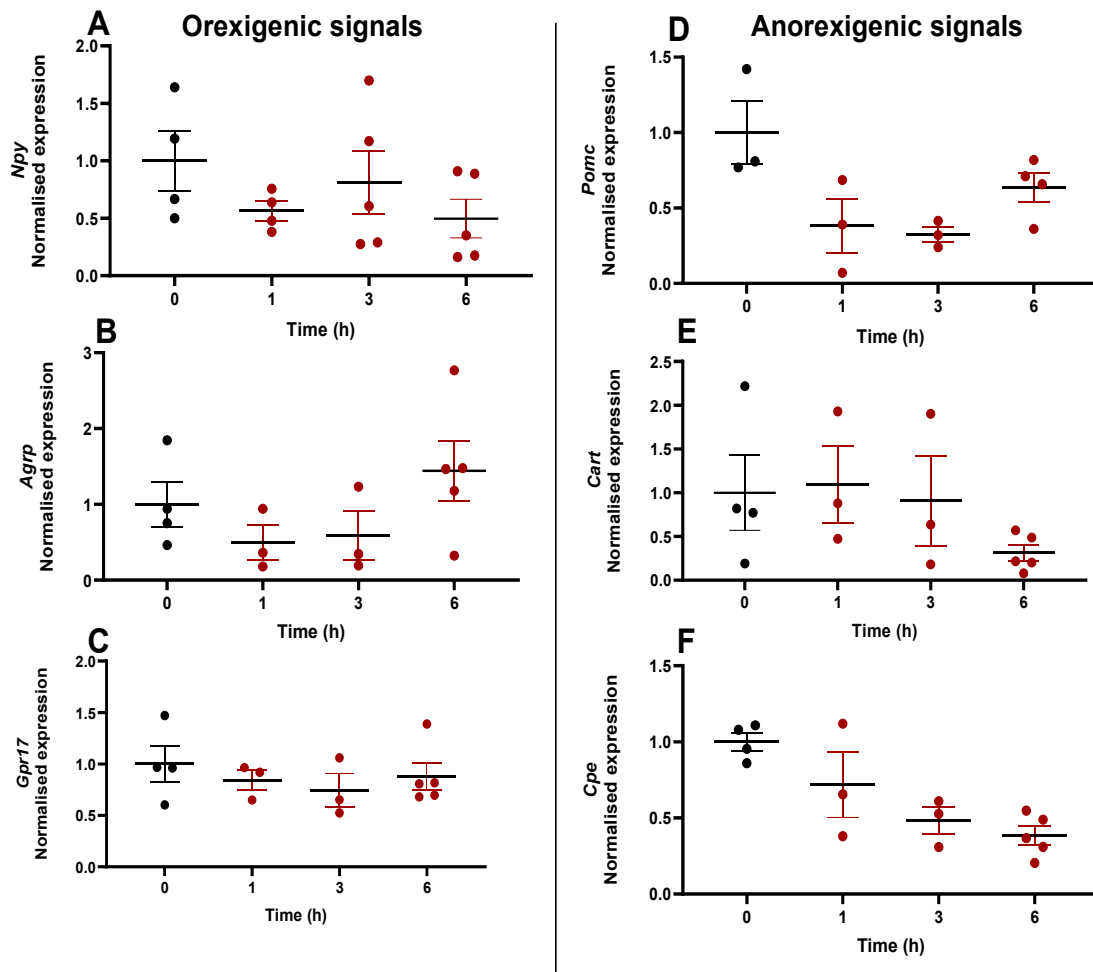 Orexigenic signals
A
Npy
Normalised expression
2.0
1.5
1.0
0.5
0.0
0 1 3 6
Time (h)
B
Agrp
Normalised expression
3
2
1
0
0 1 3 6
Time (h)
C
Gpr17
Normalised expression
2.0
1.5
1.0
0.5
0.0
0 1 3 6
Time (h)
Anorexigenic signals
D
Pomc
Normalised expression
1.5
1.0
0.5
0.0
0 1 3 6
Time (h)
E
Cart
Normalised expression
2.5
2.0
1.5
1.0
0.5
0.0
0 1 3 6
Time (h)
F
Cpe
Normalised expression
1.5
1.0
0.5
0.0
0 1 3 6
Time (h)